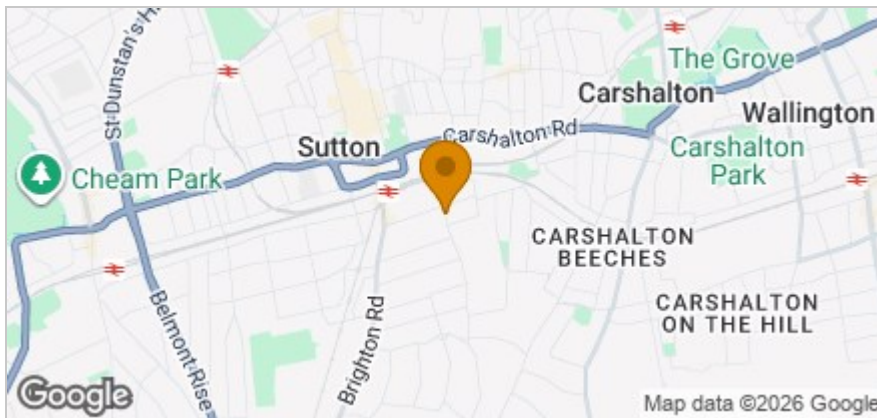 St Dunstan's H
The Grove
Carshalton
Wallington
Carshalton Rd
Sutton
Carshalton
Park
Cheam Park
CARSHALTON
BEECHES
Belmont Rise
Brighton Rd
CARSHALTON
ON THE HILL
Google
Map data ©2026 Google